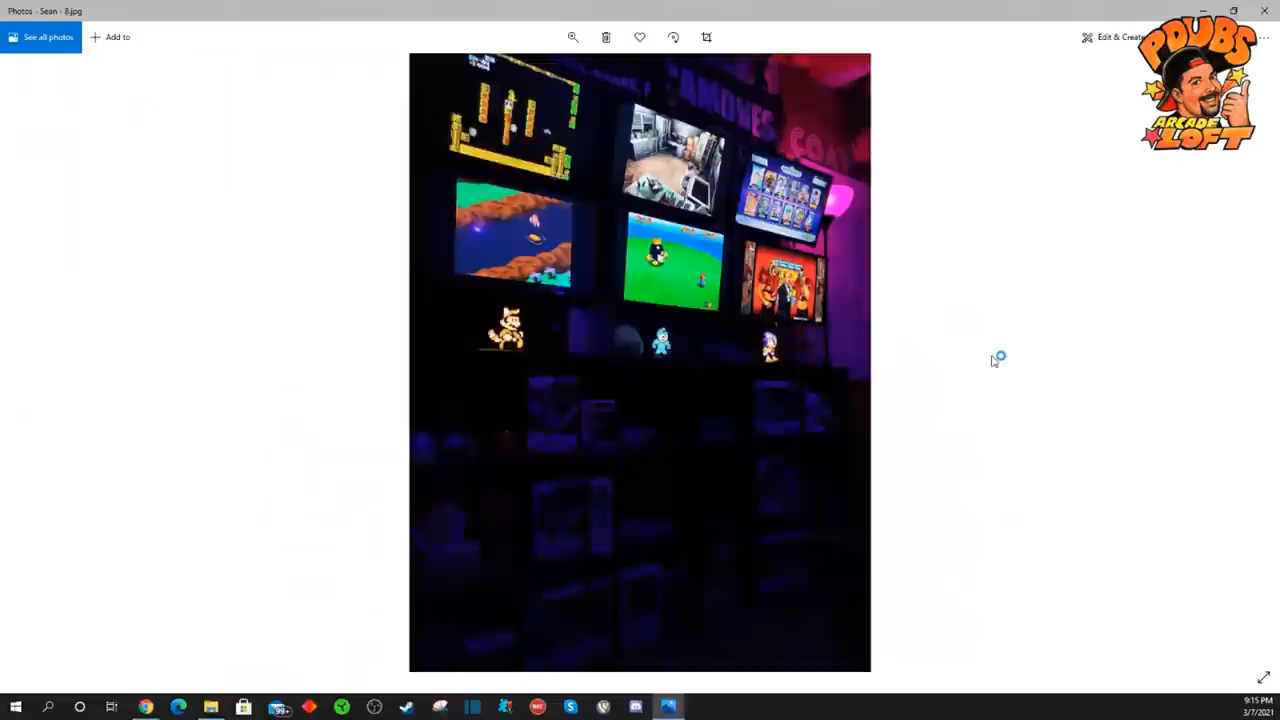 Photos - Sean - 8.jpg
See all photos
Add to
Edit & Create
PDUBS
ARCADE
LOFT
99+
9:15 PM
3/7/2021